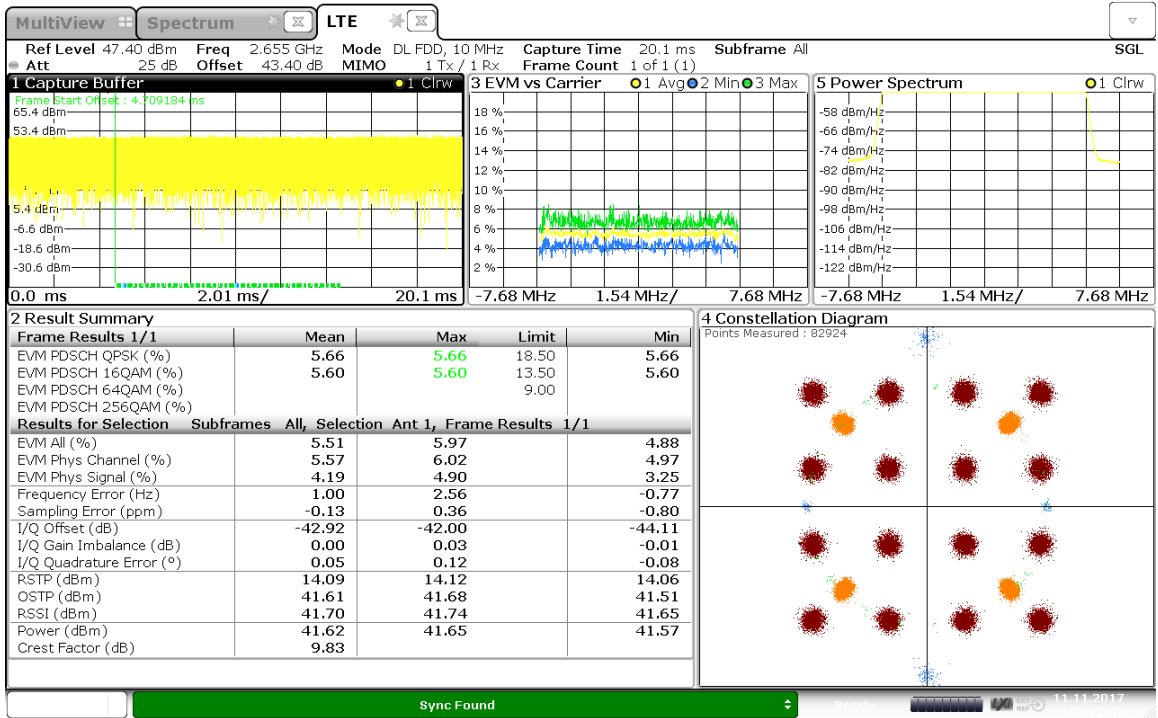 MultiView Spectrum LTE
Ref Level 47.40 dBm Freq 2.655 GHz Mode DL FDD, 10 MHz Capture Time 20.1 ms Subframe All SGL
Att 25 dB Offset 43.40 dB MIMO 1 Tx / 1 Rx Frame Count 1 of 1 (1)
1 Capture Buffer 1 Clrw
Frame Start Offset : 4.709184 ms
65.4 dBm
53.4 dBm
5.4 dBm
-6.6 dBm
-18.6 dBm
-30.6 dBm
0.0 ms 2.01 ms/ 20.1 ms
3 EVM vs Carrier 1 Avg 2 Min 3 Max
18 %
16 %
14 %
12 %
10 %
8 %
6 %
4 %
2 %
-7.68 MHz 1.54 MHz/ 7.68 MHz
5 Power Spectrum 1 Clrw
-58 dBm/Hz
-66 dBm/Hz
-74 dBm/Hz
-82 dBm/Hz
-90 dBm/Hz
-98 dBm/Hz
-106 dBm/Hz
-114 dBm/Hz
-122 dBm/Hz
-7.68 MHz 1.54 MHz/ 7.68 MHz
2 Result Summary
Frame Results 1/1 Mean Max Limit Min
EVM PDSCH QPSK (%) 5.66 5.66 18.50 5.66
EVM PDSCH 16QAM (%) 5.60 5.60 13.50 5.60
EVM PDSCH 64QAM (%) 9.00
EVM PDSCH 256QAM (%)
Results for Selection Subframes All, Selection Ant 1, Frame Results 1/1
EVM All (%) 5.51 5.97 4.88
EVM Phys Channel (%) 5.57 6.02 4.97
EVM Phys Signal (%) 4.19 4.90 3.25
Frequency Error (Hz) 1.00 2.56 -0.77
Sampling Error (ppm) -0.13 0.36 -0.80
I/Q Offset (dB) -42.92 -42.00 -44.11
I/Q Gain Imbalance (dB) 0.00 0.03 -0.01
I/Q Quadrature Error (°) 0.05 0.12 -0.08
RSTP (dBm) 14.09 14.12 14.06
OSTP (dBm) 41.61 41.68 41.51
RSSI (dBm) 41.70 41.74 41.65
Power (dBm) 41.62 41.65 41.57
Crest Factor (dB) 9.83
4 Constellation Diagram
Points Measured : 82924
Sync Found
Ready
LXI
EXT
REF
11.11.2017